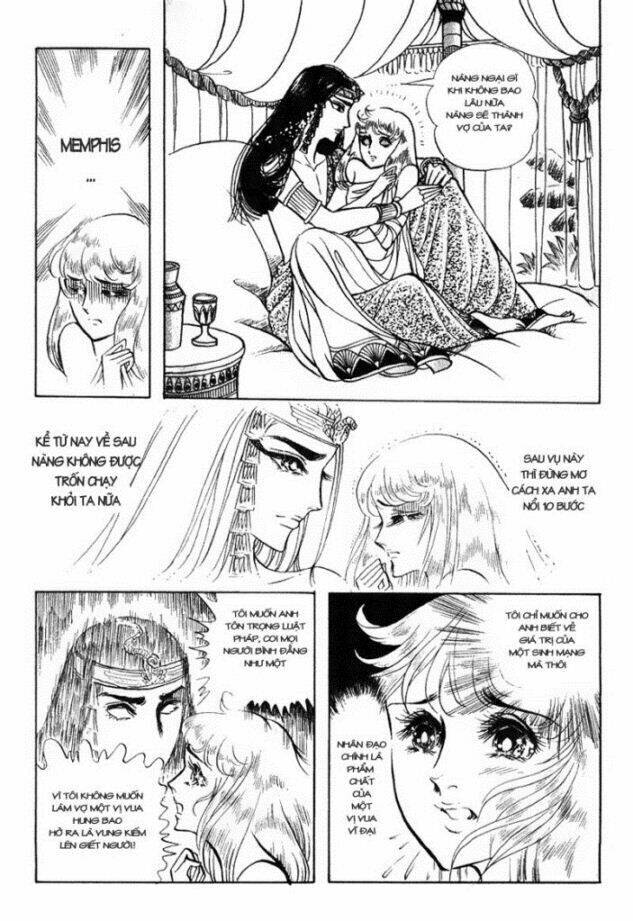 NÀNG NGẠI GÌ
KHI KHÔNG BAO
LÂU NỮA
NÀNG SẼ THÀNH
VỢ CỦA TA?
MEMPHIS
...
KỂ TỪ NAY VỀ SAU
NÀNG KHÔNG ĐƯỢC
TRỐN CHẠY
KHỎI TA NỮA
SAU VỤ NÀY
THÌ ĐỪNG MƠ
CÁCH XA ANH TA
NỔI 10 BƯỚC
TÔI MUỐN ANH
TÔN TRỌNG LUẬT
PHÁP, COI MỌI
NGƯỜI BÌNH ĐẲNG
NHƯ MỘT
VÌ TÔI KHÔNG MUỐN
LÀM VỢ MỘT VỊ VUA
HUNG BẠO
HỞ RA LÀ VUNG KIẾM
LÊN GIẾT NGƯỜI!
TÔI CHỈ MUỐN CHO
ANH BIẾT VỀ
GIÁ TRỊ CỦA
MỘT SINH MẠNG
MÀ THÔI
NHÂN ĐẠO
CHÍNH LÀ
PHẨM
CHẤT
CỦA
MỘT
VỊ VUA
VĨ ĐẠI